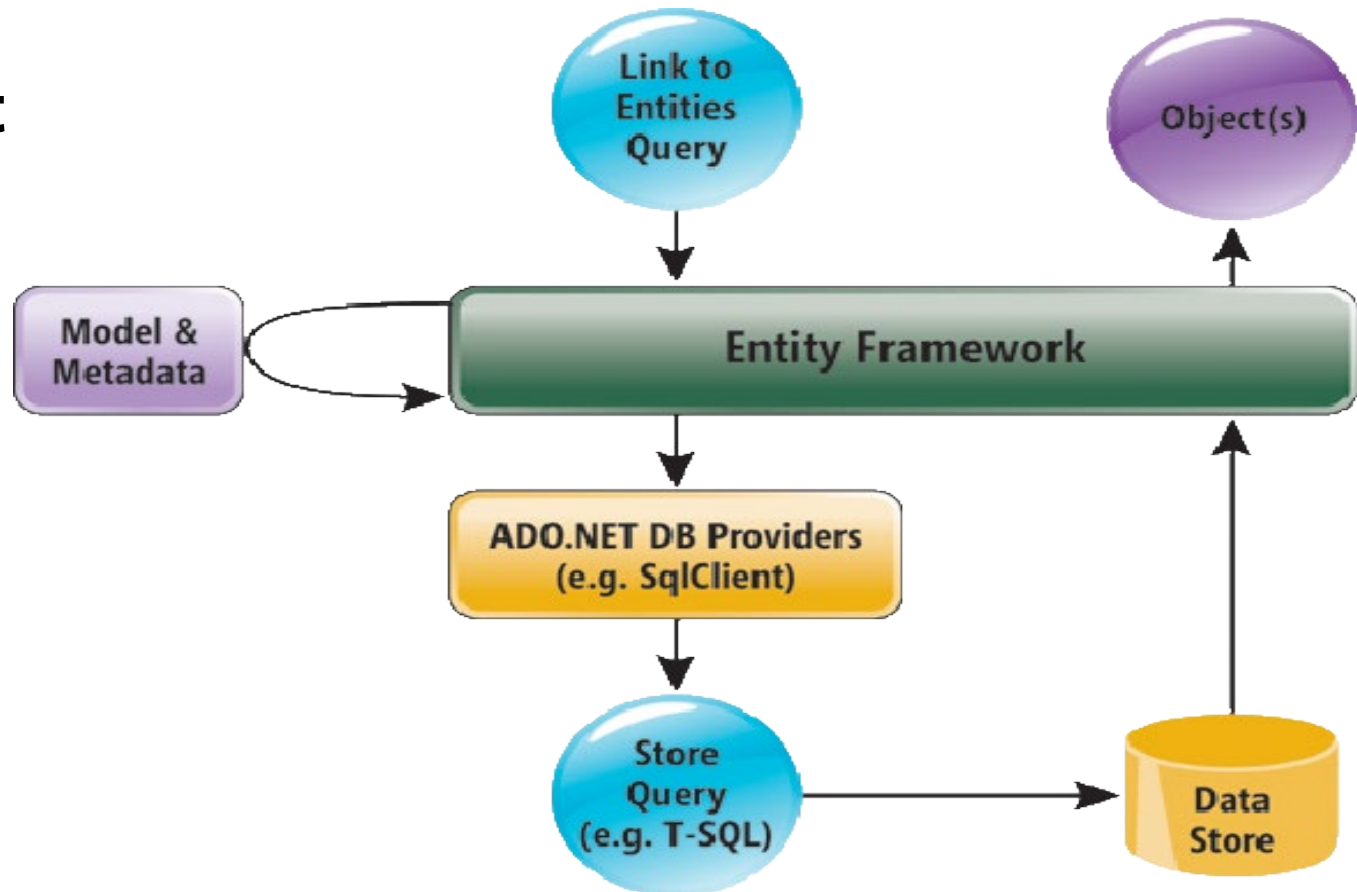 Link to
Entities
Query
Object(s)
Model &
Metadata
Entity Framework
ADO.NET DB Providers
(e.g. SqlClient)
Store
Query
(e.g. T-SQL)
Data
Store